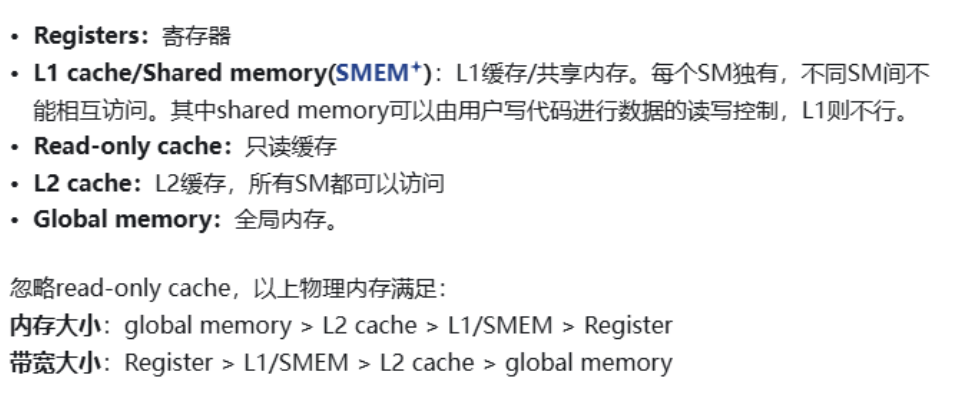 • Registers：寄存器
• L1 cache/Shared memory(SMEM✦)：L1缓存/共享内存。每个SM独有，不同SM间不
能相互访问。其中shared memory可以由用户写代码进行数据的读写控制，L1则不行。
• Read-only cache：只读缓存
• L2 cache：L2缓存，所有SM都可以访问
• Global memory：全局内存。
忽略read-only cache，以上物理内存满足：
内存大小：global memory > L2 cache > L1/SMEM > Register
带宽大小：Register > L1/SMEM > L2 cache > global memory